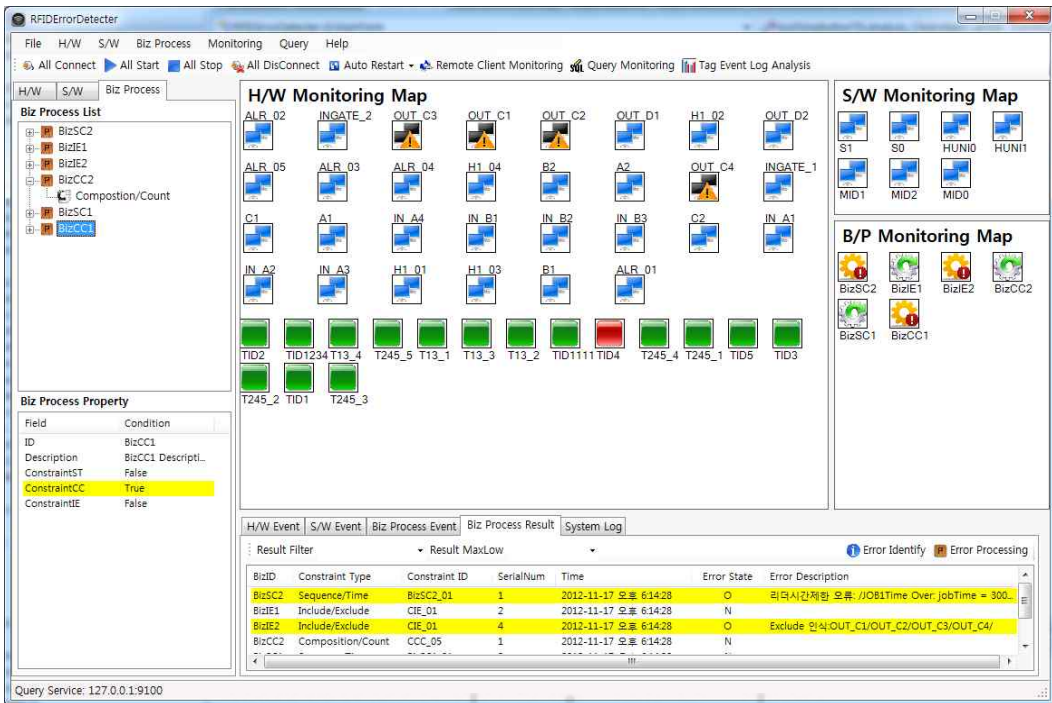 RFIDErrorDetecter
File H/W S/W Biz Process Monitoring Query Help
All Connect All Start All Stop All DisConnect Auto Restart Remote Client Monitoring Query Monitoring Tag Event Log Analysis
H/W S/W Biz Process
Biz Process List
BizSC2
BizIE1
BizIE2
BizCC2
Compostion/Count
BizSC1
BizCC1
Biz Process Property
Field Condition
ID BizCC1
Description BizCC1 Descripti...
ConstraintST False
ConstraintCC True
ConstraintIE False
H/W Monitoring Map
ALR_02 INGATE_2 OUT_C3 OUT_C1 OUT_C2 OUT_D1 H1_02 OUT_D2
ALR_05 ALR_03 ALR_04 H1_04 B2 A2 OUT_C4 INGATE_1
C1 A1 IN_A4 IN_B1 IN_B2 IN_B3 C2 IN_A1
IN_A2 IN_A3 H1_01 H1_03 B1 ALR_01
TID2 TID1234 T13_4 T245_5 T13_1 T13_3 T13_2 TID1111 TID4 T245_4 T245_1 TID5 TID3
T245_2 TID1 T245_3
S/W Monitoring Map
S1 S0 HUNI0 HUNI1
MID1 MID2 MID0
B/P Monitoring Map
BizSC2 BizIE1 BizIE2 BizCC2
BizSC1 BizCC1
H/W Event S/W Event Biz Process Event Biz Process Result System Log
Result Filter Result MaxLow Error Identify Error Processing
BizID Constraint Type Constraint ID SerialNum Time Error State Error Description
BizSC2 Sequence/Time BizSC2_01 1 2012-11-17 오후 6:14:28 O 리더시간제한 오류: /JOB1Time Over: jobTime = 300...
BizIE1 Include/Exclude CIE_01 2 2012-11-17 오후 6:14:28 N
BizIE2 Include/Exclude CIE_01 4 2012-11-17 오후 6:14:28 O Exclude 인식:OUT_C1/OUT_C2/OUT_C3/OUT_C4/
BizCC2 Composition/Count CCC_05 1 2012-11-17 오후 6:14:28 N
Query Service: 127.0.0.1:9100